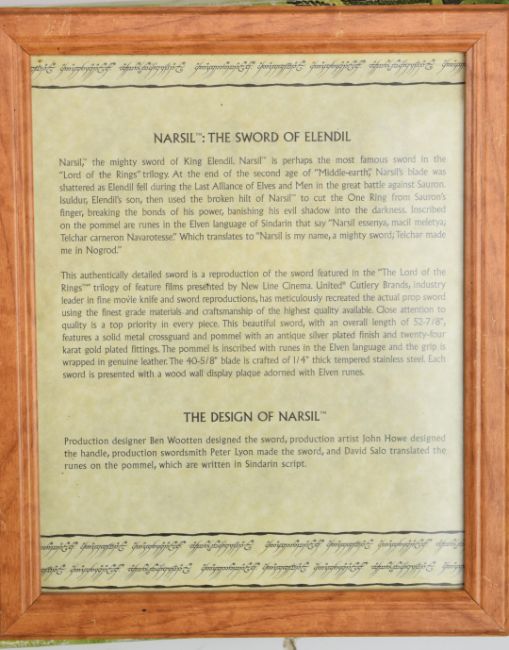 NARSIL™: THE SWORD OF ELENDIL
Narsil,™ the mighty sword of King Elendil. Narsil™ is perhaps the most famous sword in the
"Lord of the Rings" trilogy. At the end of the second age of "Middle-earth," Narsil's blade was
shattered as Elendil fell during the Last Alliance of Elves and Men in the great battle against Sauron.
Isuldur, Elendil's son, then used the broken hilt of Narsil™ to cut the One Ring from Sauron's
finger, breaking the bonds of his power, banishing his evil shadow into the darkness. Inscribed
on the pommel are runes in the Elven language of Sindarin that say "Narsil essenya, macil meletya;
Telchar carneron Navarotesse." Which translates to "Narsil is my name, a mighty sword; Telchar made
me in Nogrod."
This authentically detailed sword is a reproduction of the sword featured in the "The Lord of the
Rings™" trilogy of feature films presented by New Line Cinema. United® Cutlery Brands, industry
leader in fine movie knife and sword reproductions, has meticulously recreated the actual prop sword
using the finest grade materials and craftsmanship of the highest quality available. Close attention to
quality is a top priority in every piece. This beautiful sword, with an overall length of 52-7/8",
features a solid metal crossguard and pommel with an antique silver plated finish and twenty-four
karat gold plated fittings. The pommel is inscribed with runes in the Elven language and the grip is
wrapped in genuine leather. The 40-5/8" blade is crafted of 1/4" thick tempered stainless steel. Each
sword is presented with a wood wall display plaque adorned with Elven runes.
THE DESIGN OF NARSIL™
Production designer Ben Wootten designed the sword, production artist John Howe designed
the handle, production swordsmith Peter Lyon made the sword, and David Salo translated the
runes on the pommel, which are written in Sindarin script.